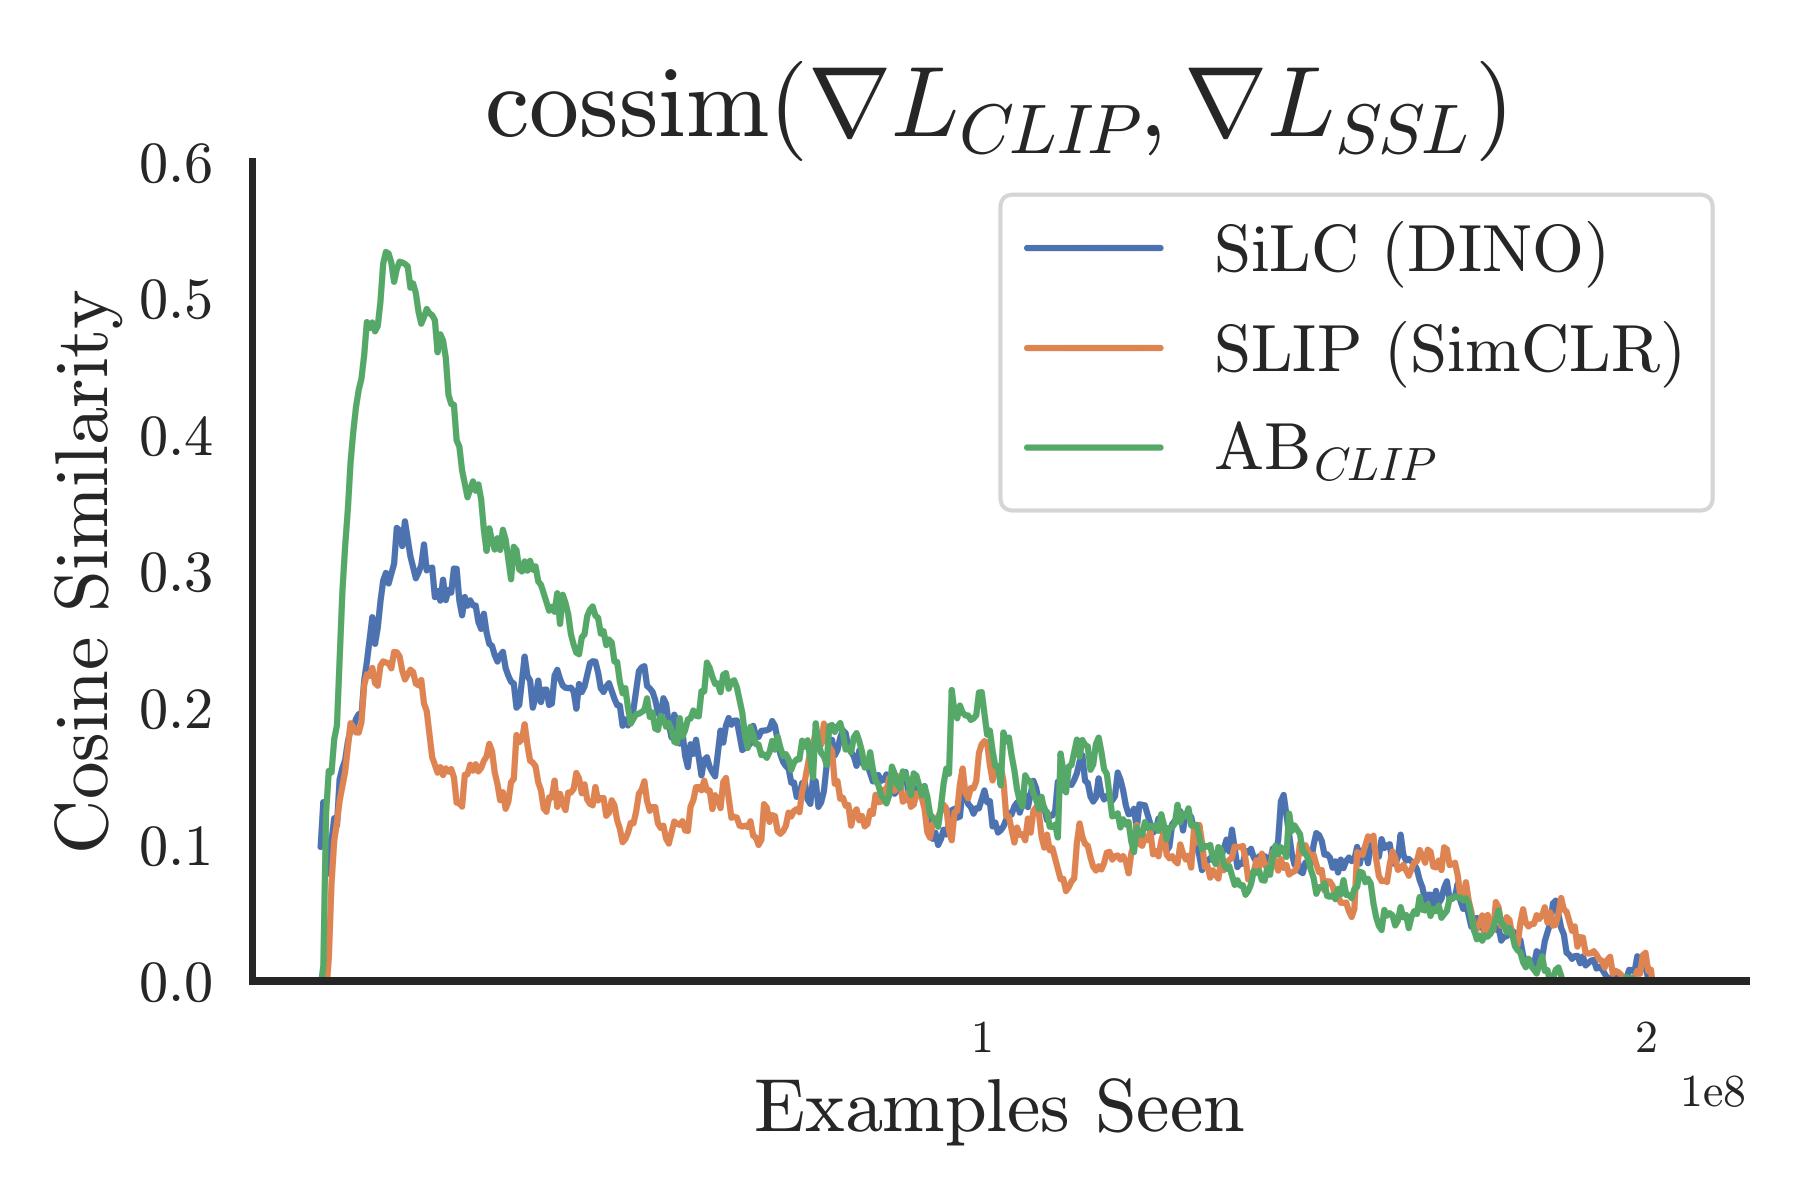 cossim(∇L_CLIP, ∇L_SSL)
0.6
0.5
0.4
0.3
0.2
0.1
0.0
Cosine Similarity
SiLC (DINO)
SLIP (SimCLR)
AB_CLIP
1
2
1e8
Examples Seen